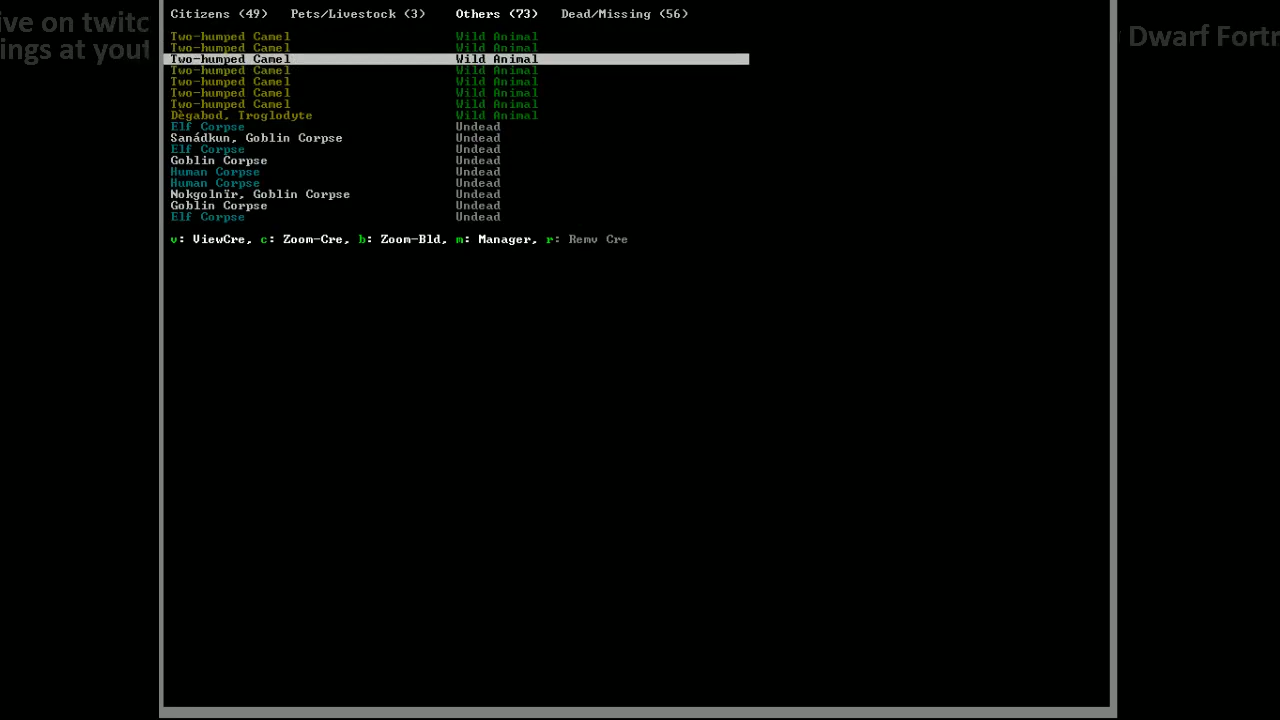 ive on twitc
ings at yout
Dwarf Fortr
Citizens (49) Pets/Livestock (3) Others (73) Dead/Missing (56)
Two-humped Camel Wild Animal
Two-humped Camel Wild Animal
Two-humped Camel Wild Animal
Two-humped Camel Wild Animal
Two-humped Camel Wild Animal
Two-humped Camel Wild Animal
Two-humped Camel Wild Animal
Dègabod, Troglodyte Wild Animal
Elf Corpse Undead
Sanádkun, Goblin Corpse Undead
Elf Corpse Undead
Goblin Corpse Undead
Human Corpse Undead
Human Corpse Undead
Nokgolnïr, Goblin Corpse Undead
Goblin Corpse Undead
Elf Corpse Undead
v: ViewCre, c: Zoom-Cre, b: Zoom-Bld, m: Manager, r: Remv Cre